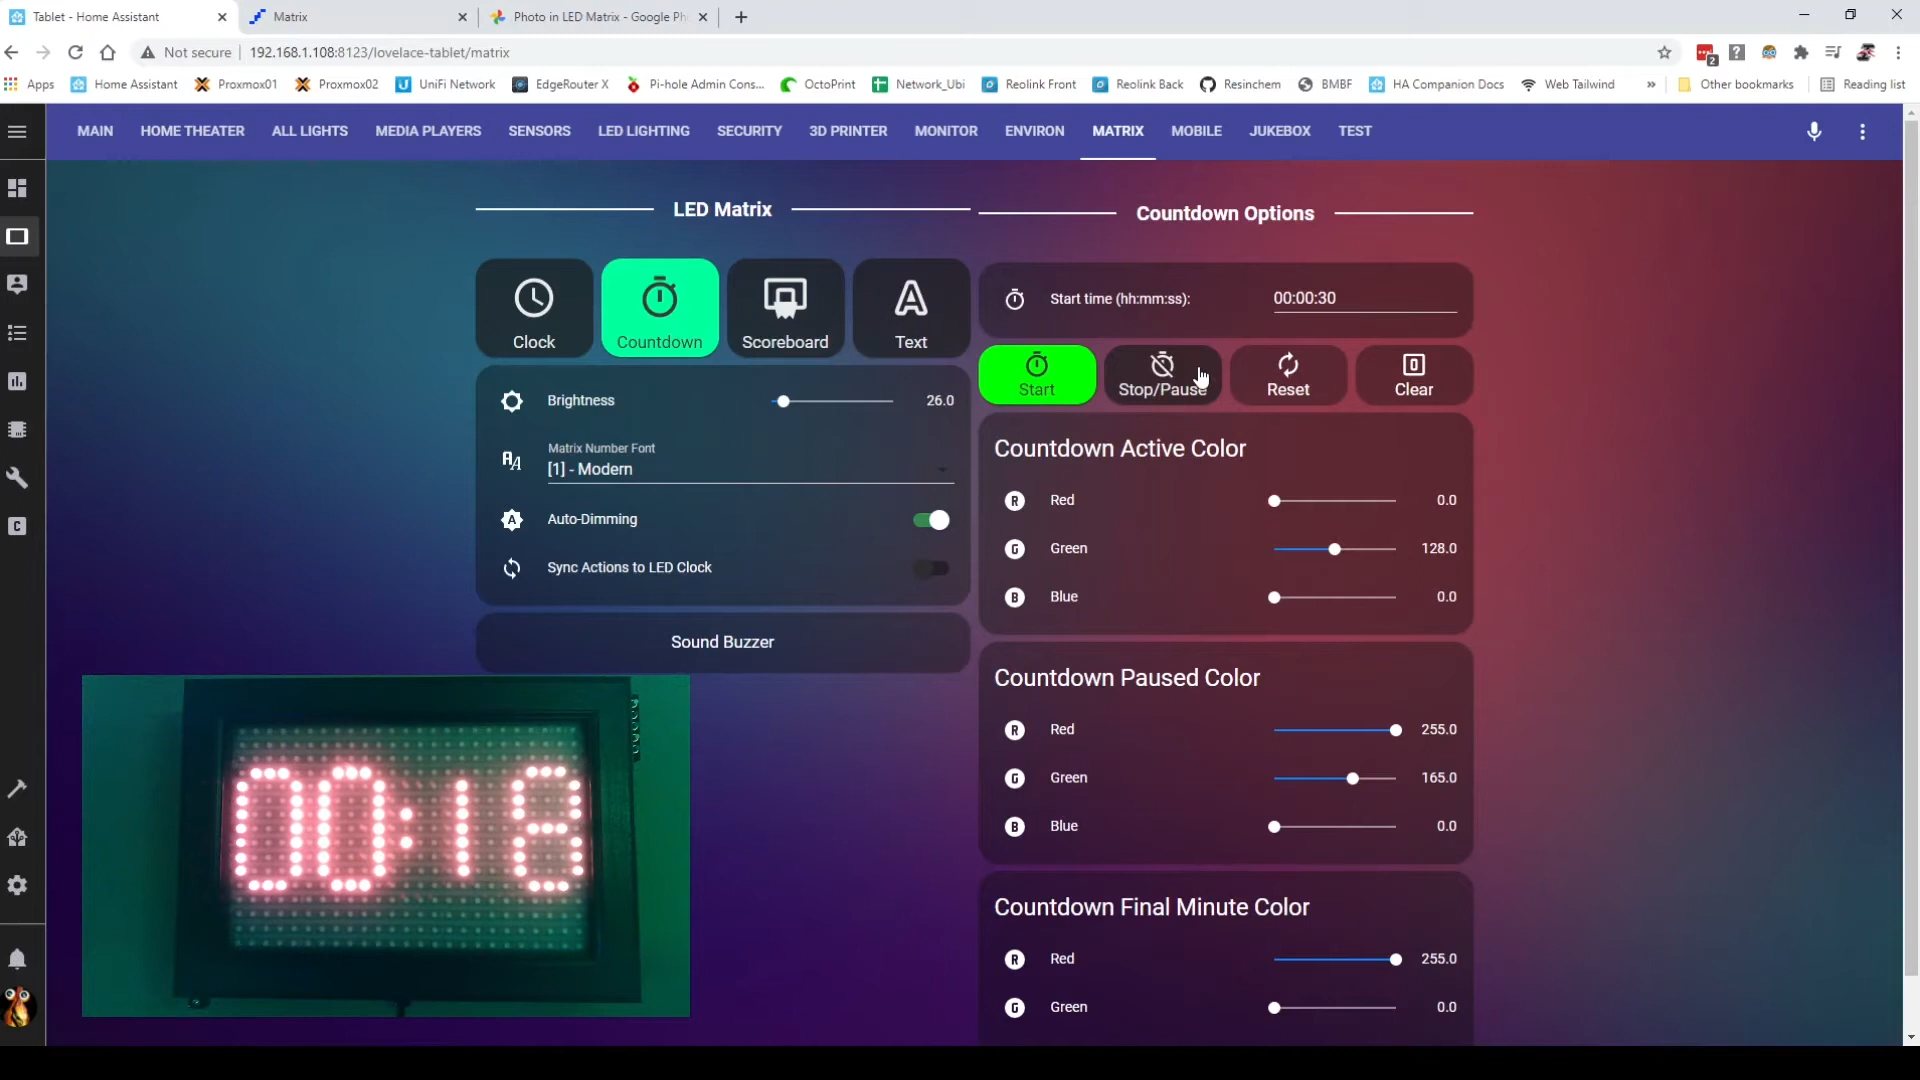 Tablet - Home Assistant
Matrix
Photo in LED Matrix - Google Ph
Not secure
192.168.1.108:8123/lovelace-tablet/matrix
2
Apps
Home Assistant
Proxmox01
Proxmox02
UniFi Network
EdgeRouter X
Pi-hole Admin Cons...
OctoPrint
Network_Ubi
Reolink Front
Reolink Back
Resinchem
BMBF
HA Companion Docs
Web Tailwind
»
Other bookmarks
Reading list
MAIN
HOME THEATER
ALL LIGHTS
MEDIA PLAYERS
SENSORS
LED LIGHTING
SECURITY
3D PRINTER
MONITOR
ENVIRON
MATRIX
MOBILE
JUKEBOX
TEST
LED Matrix
Clock
Countdown
Scoreboard
Text
Brightness
26.0
Matrix Number Font
[1] - Modern
Auto-Dimming
Sync Actions to LED Clock
Sound Buzzer
00:18
Countdown Options
Start time (hh:mm:ss):
00:00:30
Start
Stop/Pause
Reset
Clear
Countdown Active Color
R Red 0.0
G Green 128.0
B Blue 0.0
Countdown Paused Color
R Red 255.0
G Green 165.0
B Blue 0.0
Countdown Final Minute Color
R Red 255.0
G Green 0.0